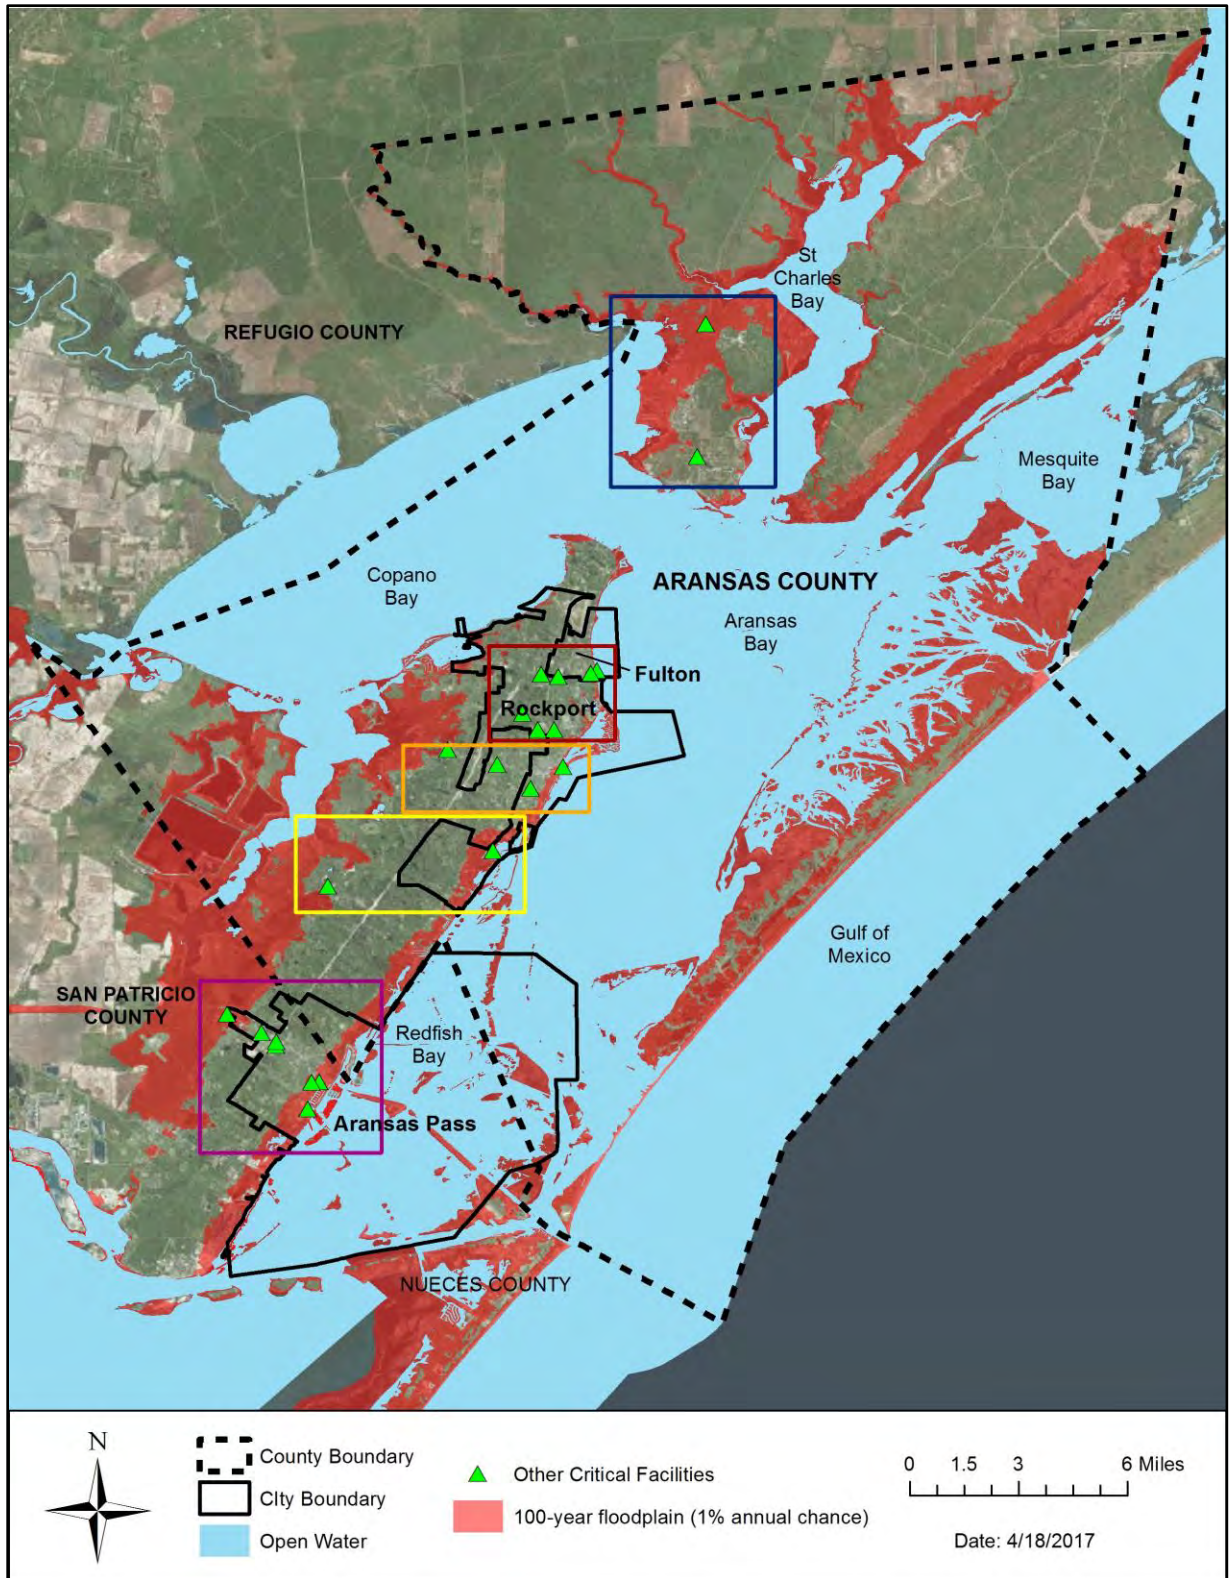 St
Charles
Bay
REFUGIO COUNTY
Mesquite
Bay
Copano
Bay
ARANSAS COUNTY
Aransas
Bay
Fulton
Rockport
Gulf of
Mexico
SAN PATRICIO
COUNTY
Redfish
Bay
Aransas Pass
NUECES COUNTY
N
County Boundary
CIty Boundary
Open Water
Other Critical Facilities
100-year floodplain (1% annual chance)
0 1.5 3 6 Miles
Date: 4/18/2017